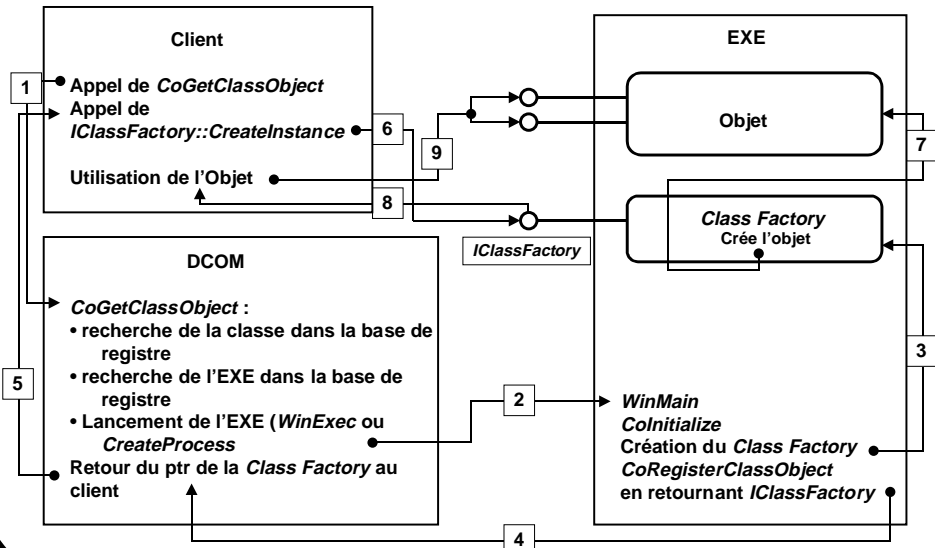 Client
1
Appel de CoGetClassObject
Appel de
IClassFactory::CreateInstance
6
9
Utilisation de l'Objet
8
DCOM
CoGetClassObject :
• recherche de la classe dans la base de
registre
• recherche de l'EXE dans la base de
registre
• Lancement de l'EXE (WinExec ou
CreateProcess
Retour du ptr de la Class Factory au
client
5
2
4
IClassFactory
EXE
Objet
7
Class Factory
Crée l'objet
3
WinMain
CoInitialize
Création du Class Factory
CoRegisterClassObject
en retournant IClassFactory